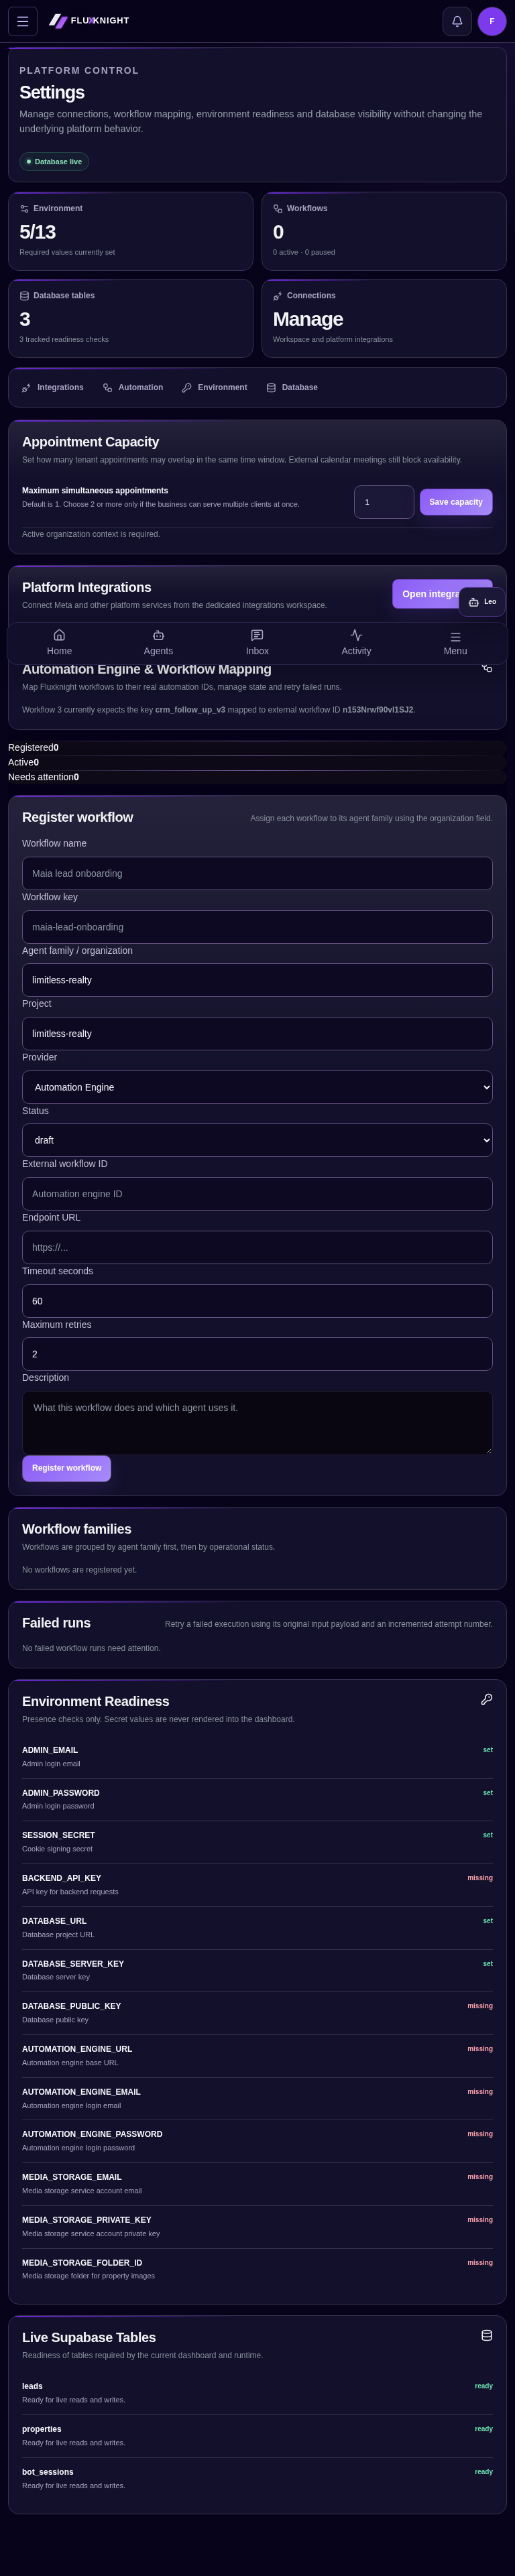 FLUXKNIGHT
F
PLATFORM CONTROL
Settings
Manage connections, workflow mapping, environment readiness and database visibility without changing the
underlying platform behavior.
Database live
Environment
5/13
Required values currently set
Workflows
0
0 active · 0 paused
Database tables
3
3 tracked readiness checks
Connections
Manage
Workspace and platform integrations
Integrations
Automation
Environment
Database
Appointment Capacity
Set how many tenant appointments may overlap in the same time window. External calendar meetings still block availability.
Maximum simultaneous appointments
Default is 1. Choose 2 or more only if the business can serve multiple clients at once.
1
Save capacity
Active organization context is required.
Platform Integrations
Connect Meta and other platform services from the dedicated integrations workspace.
Open integra
Leo
Home
Agents
Inbox
Activity
Menu
Automation Engine & Workflow Mapping
Map Fluxknight workflows to their real automation IDs, manage state and retry failed runs.
Workflow 3 currently expects the key crm_follow_up_v3 mapped to external workflow ID n153Nrwf90vl1SJ2.
Registered0
Active0
Needs attention0
Register workflow
Assign each workflow to its agent family using the organization field.
Workflow name
Maia lead onboarding
Workflow key
maia-lead-onboarding
Agent family / organization
limitless-realty
Project
limitless-realty
Provider
Automation Engine
Status
draft
External workflow ID
Automation engine ID
Endpoint URL
https://...
Timeout seconds
60
Maximum retries
2
Description
What this workflow does and which agent uses it.
Register workflow
Workflow families
Workflows are grouped by agent family first, then by operational status.
No workflows are registered yet.
Failed runs
Retry a failed execution using its original input payload and an incremented attempt number.
No failed workflow runs need attention.
Environment Readiness
Presence checks only. Secret values are never rendered into the dashboard.
ADMIN_EMAIL
set
Admin login email
ADMIN_PASSWORD
set
Admin login password
SESSION_SECRET
set
Cookie signing secret
BACKEND_API_KEY
missing
API key for backend requests
DATABASE_URL
set
Database project URL
DATABASE_SERVER_KEY
set
Database server key
DATABASE_PUBLIC_KEY
missing
Database public key
AUTOMATION_ENGINE_URL
missing
Automation engine base URL
AUTOMATION_ENGINE_EMAIL
missing
Automation engine login email
AUTOMATION_ENGINE_PASSWORD
missing
Automation engine login password
MEDIA_STORAGE_EMAIL
missing
Media storage service account email
MEDIA_STORAGE_PRIVATE_KEY
missing
Media storage service account private key
MEDIA_STORAGE_FOLDER_ID
missing
Media storage folder for property images
Live Supabase Tables
Readiness of tables required by the current dashboard and runtime.
leads
ready
Ready for live reads and writes.
properties
ready
Ready for live reads and writes.
bot_sessions
ready
Ready for live reads and writes.